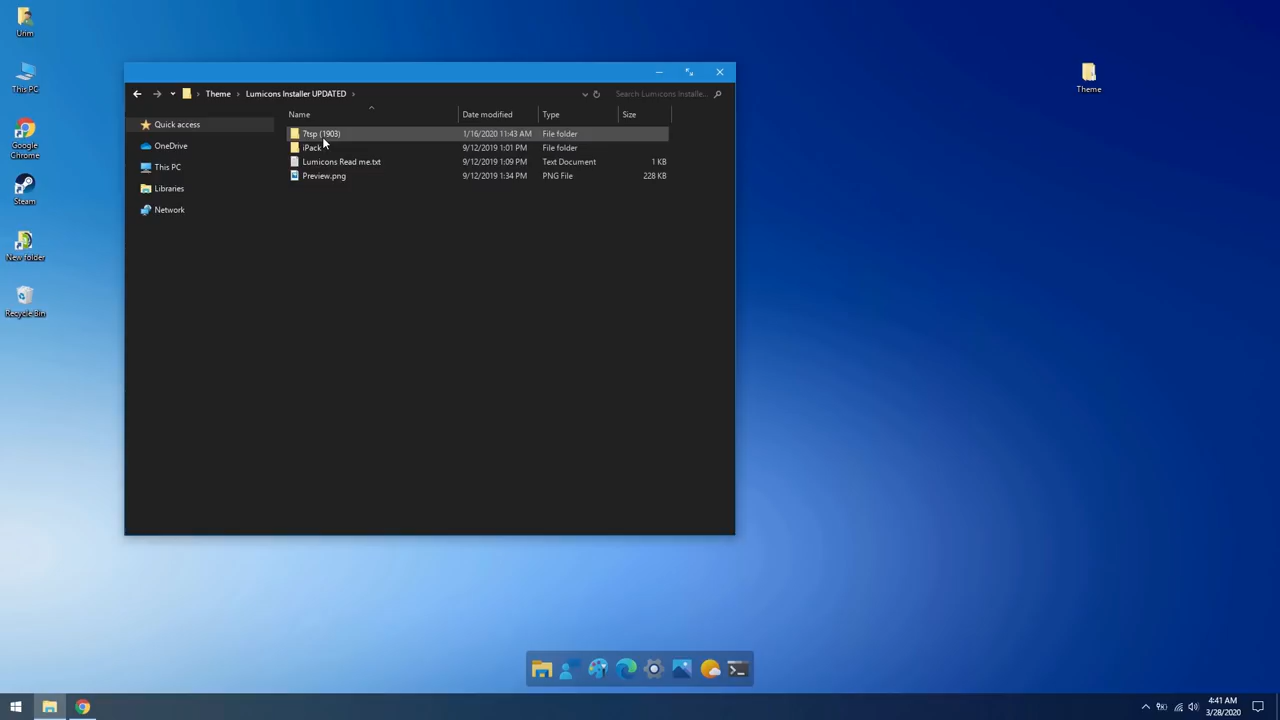 Unm
This PC
Google Chrome
Steam
New folder
Recycle Bin
Theme
Theme > Lumicons Installer UPDATED >
Search Lumicons Installe...
Quick access
OneDrive
This PC
Libraries
Network
Name Date modified Type Size
7tsp (1903) 1/16/2020 11:43 AM File folder
iPack 9/12/2019 1:01 PM File folder
Lumicons Read me.txt 9/12/2019 1:09 PM Text Document 1 KB
Preview.png 9/12/2019 1:34 PM PNG File 228 KB
4:41 AM
3/28/2020